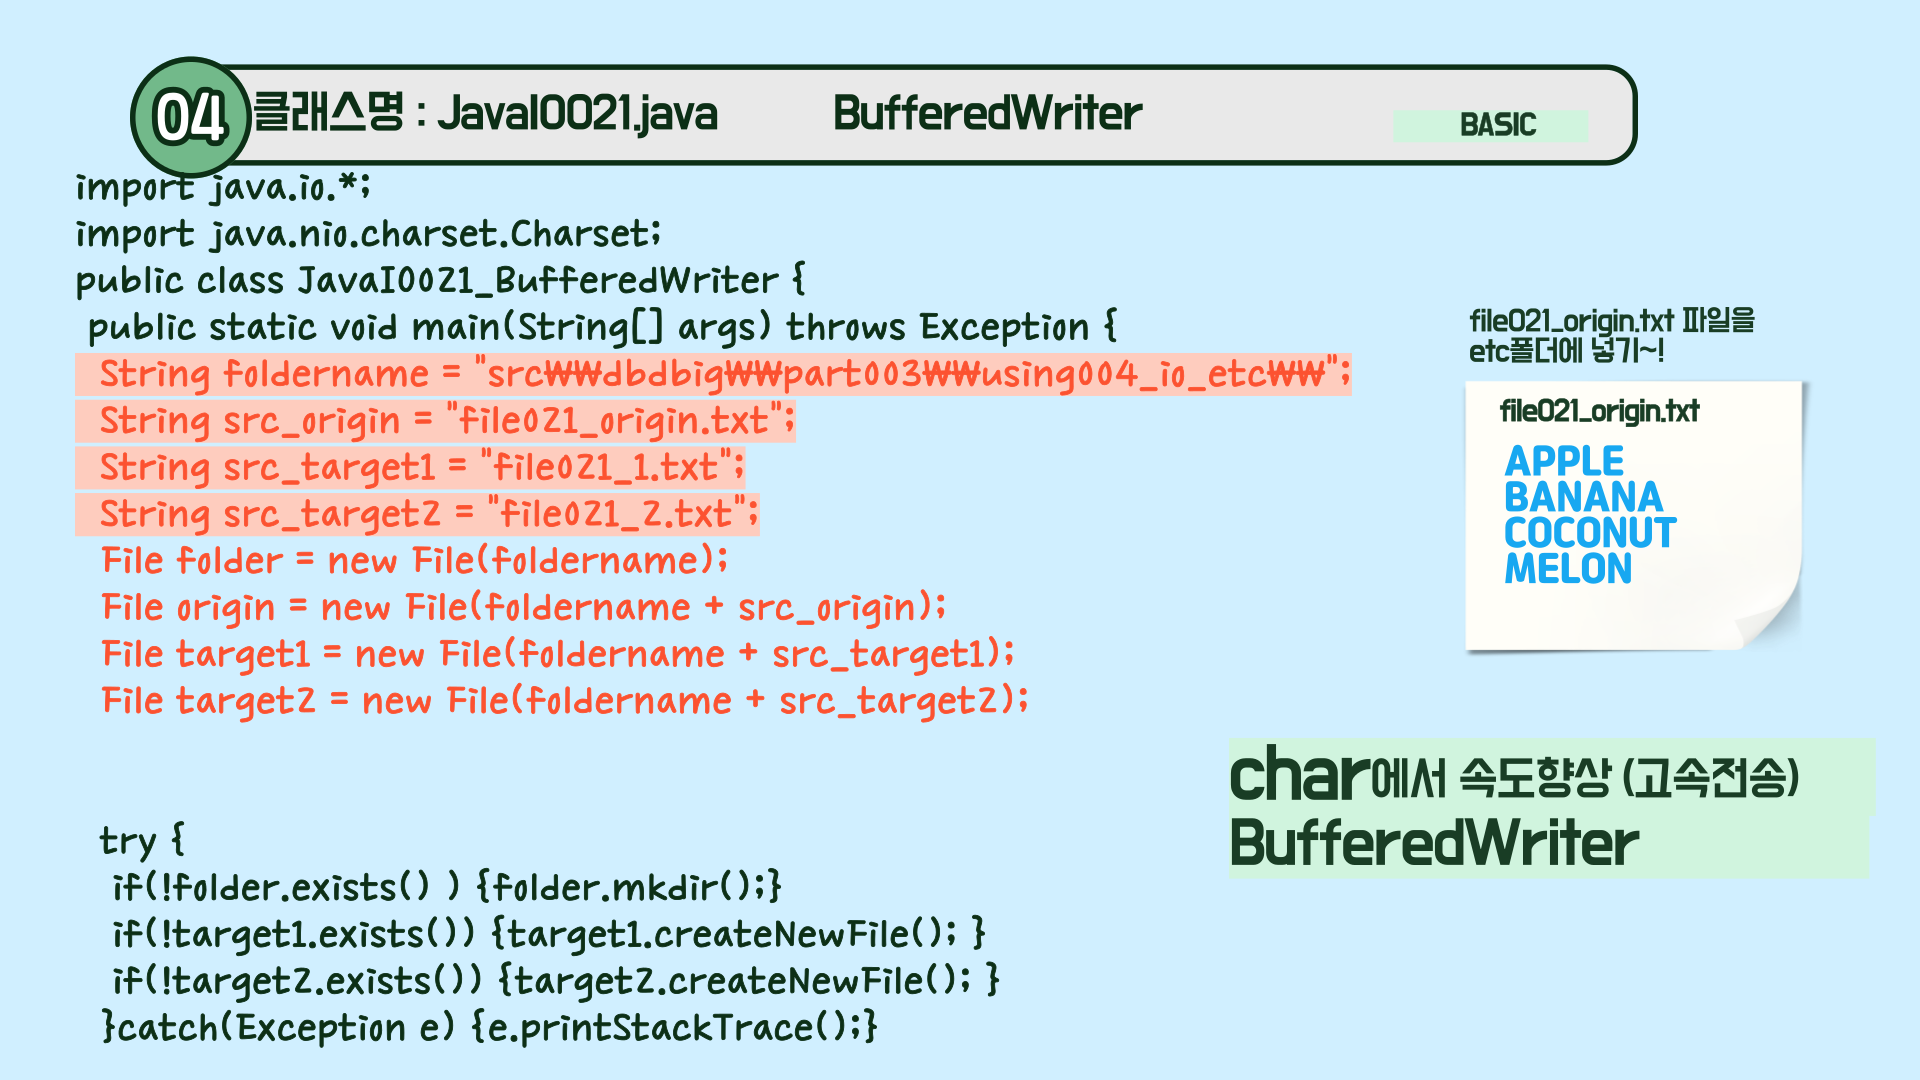 04
클래스명 : JavaI0021.java BufferedWriter BASIC
import java.io.*;
import java.nio.charset.Charset;
public class JavaI0021_BufferedWriter {
public static void main(String[] args) throws Exception {
String foldername = "src₩₩dbdbig₩₩part003₩₩using004_io_etc₩₩";
String src_origin = "file021_origin.txt";
String src_target1 = "file021_1.txt";
String src_target2 = "file021_2.txt";
File folder = new File(foldername);
File origin = new File(foldername + src_origin);
File target1 = new File(foldername + src_target1);
File target2 = new File(foldername + src_target2);
try {
if(!folder.exists() ) {folder.mkdir();}
if(!target1.exists()) {target1.createNewFile(); }
if(!target2.exists()) {target2.createNewFile(); }
}catch(Exception e) {e.printStackTrace();}
file021_origin.txt 파일을
etc폴더에 넣기~!
file021_origin.txt
APPLE
BANANA
COCONUT
MELON
char에서 속도향상 (고속전송)
BufferedWriter